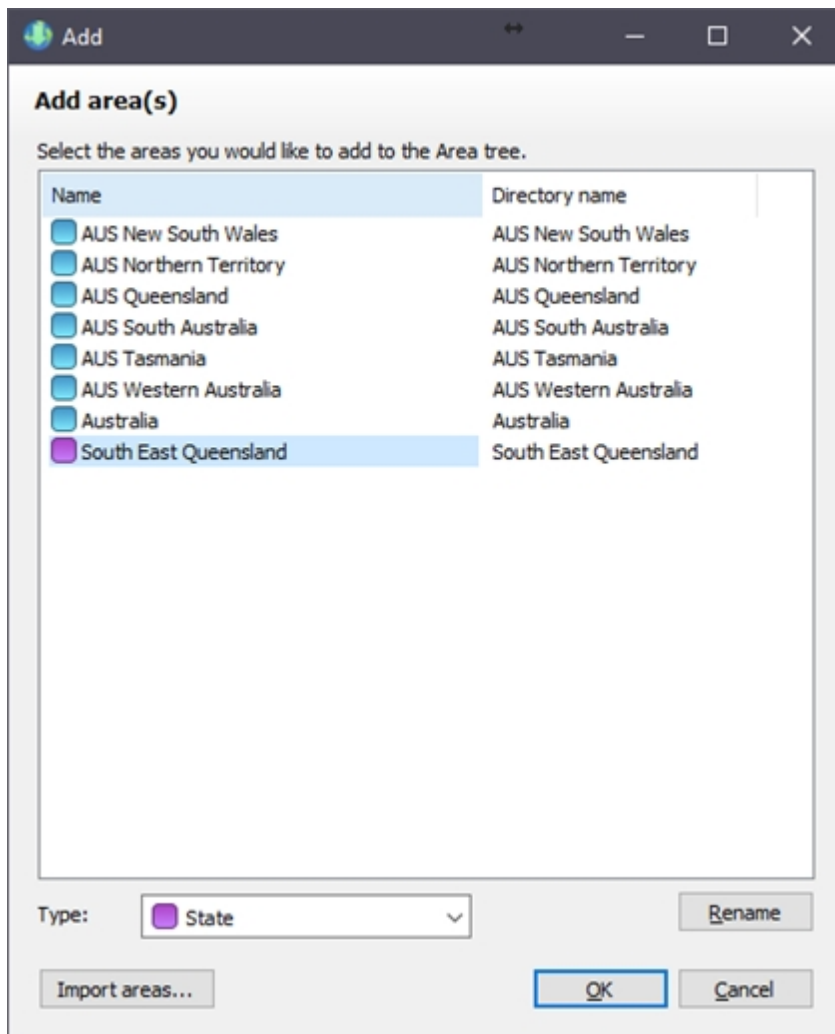 Add
Add area(s)
Select the areas you would like to add to the Area tree.
Name Directory name
AUS New South Wales AUS New South Wales
AUS Northern Territory AUS Northern Territory
AUS Queensland AUS Queensland
AUS South Australia AUS South Australia
AUS Tasmania AUS Tasmania
AUS Western Australia AUS Western Australia
Australia Australia
South East Queensland South East Queensland
Type: State Rename
Import areas... OK Cancel